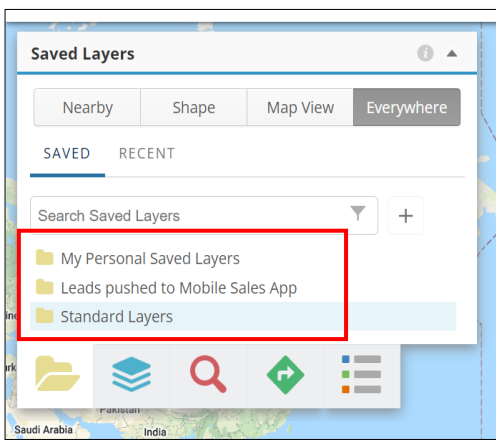 Saved Layers
Nearby Shape Map View Everywhere
SAVED RECENT
Search Saved Layers
My Personal Saved Layers
Leads pushed to Mobile Sales App
Standard Layers
Pakistan
Saudi Arabia
India